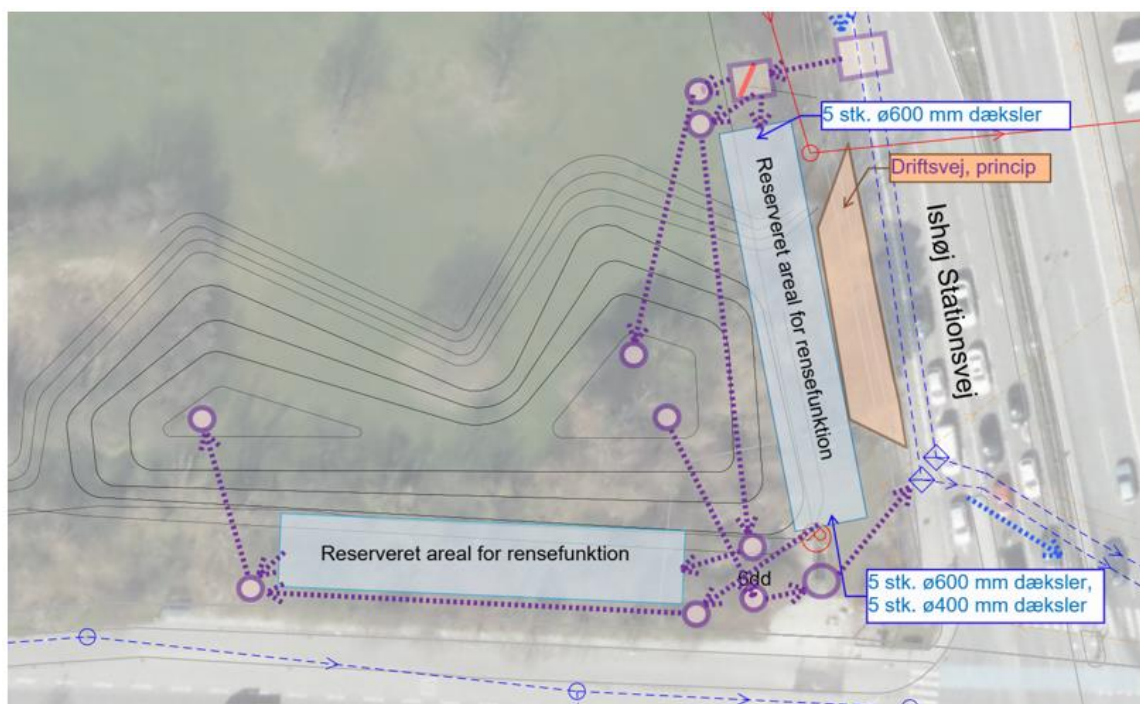 5 stk. ø600 mm dæksler
Driftsvej, princip
Reserveret areal for rensefunktion
Ishøj Stationsvej
Reserveret areal for rensefunktion
6dd
5 stk. ø600 mm dæksler,
5 stk. ø400 mm dæksler